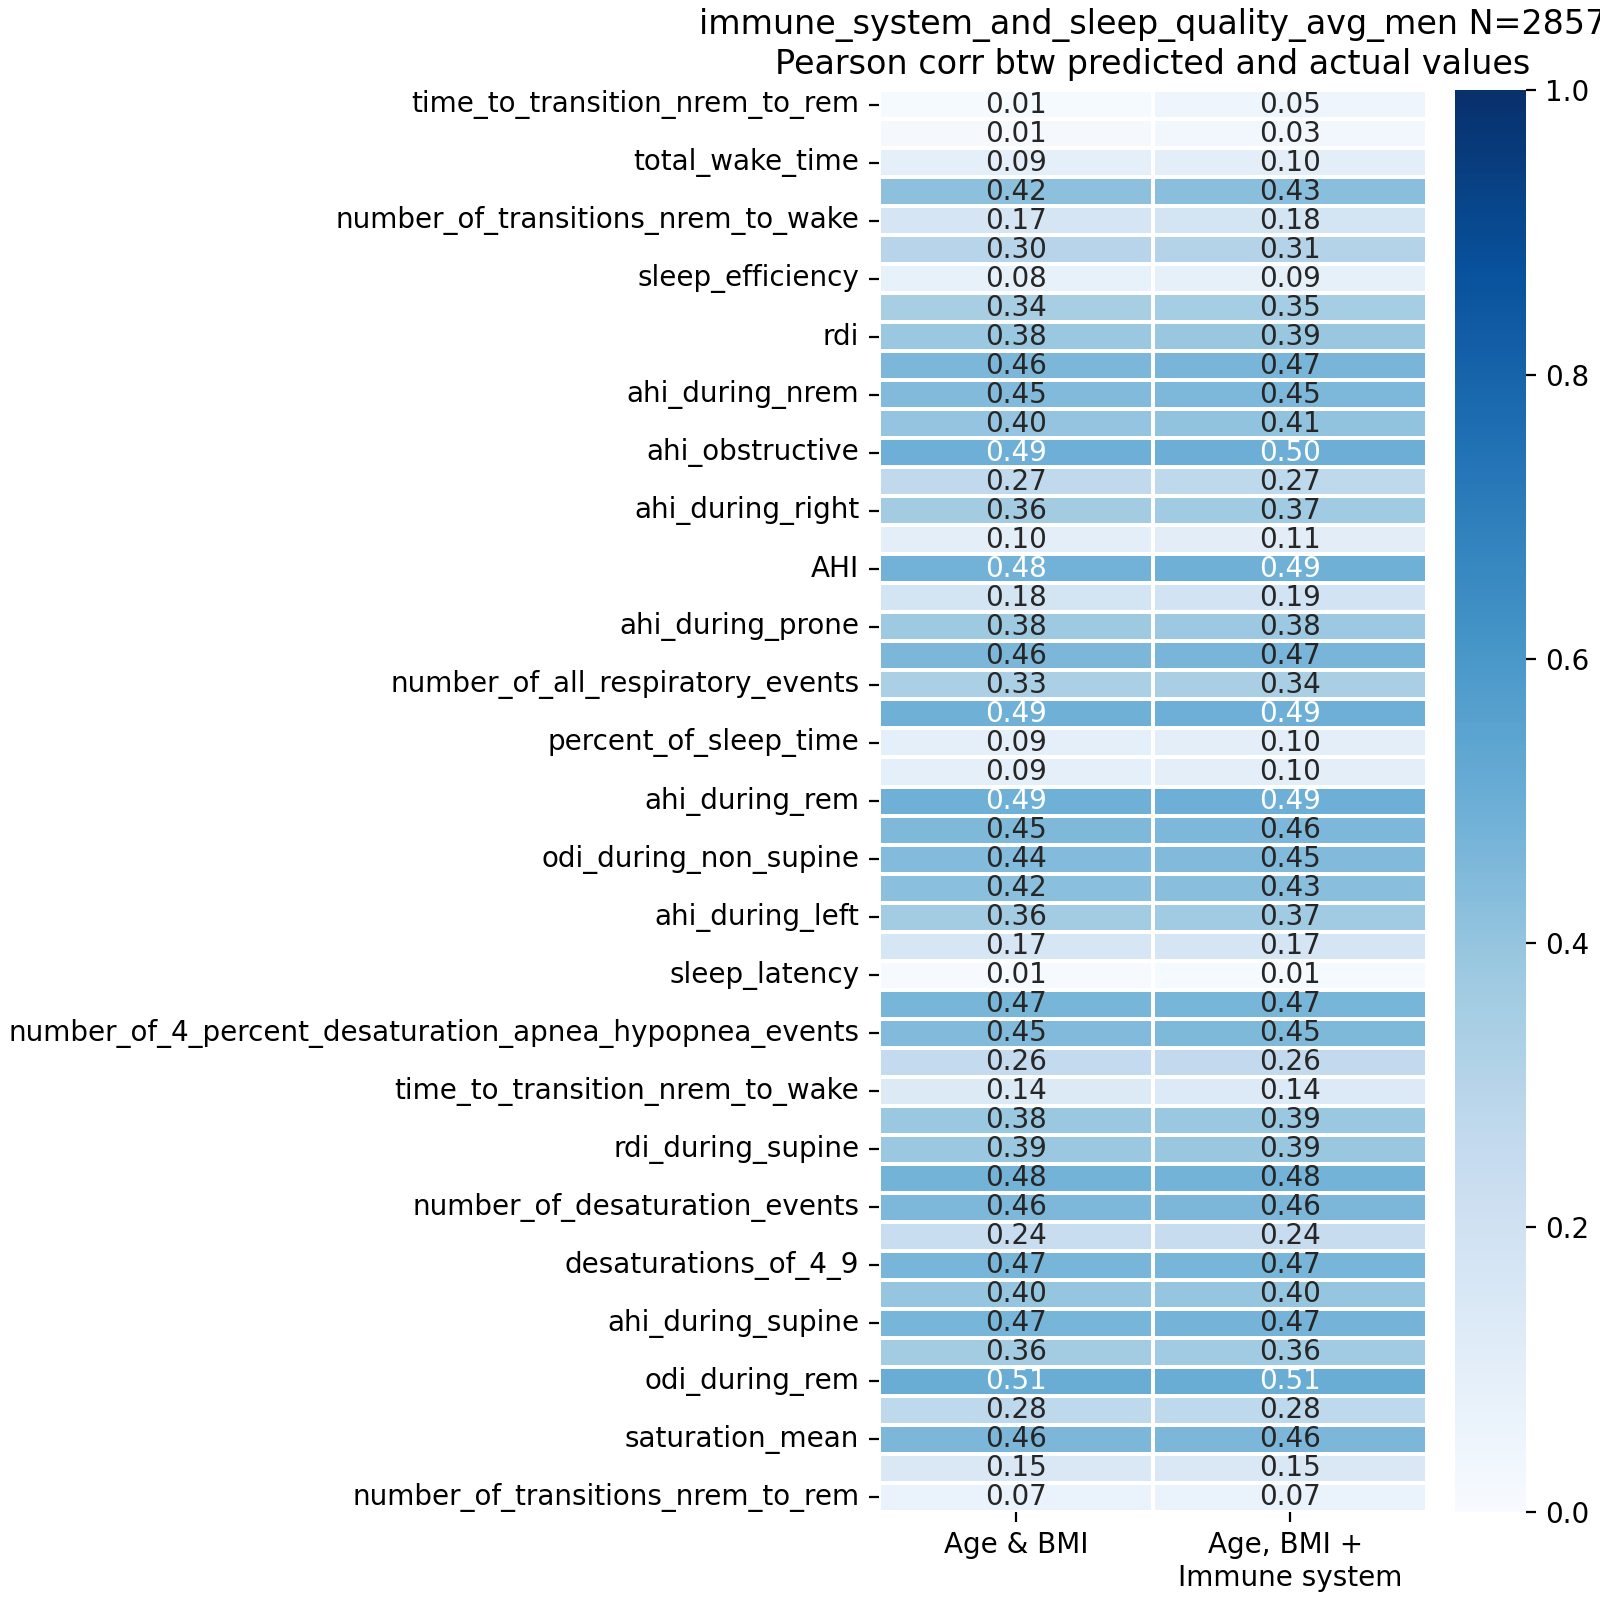 immune_system_and_sleep_quality_avg_men N=2857
Pearson corr btw predicted and actual values
time_to_transition_nrem_to_rem 0.01 0.05
0.01 0.03
total_wake_time 0.09 0.10
0.42 0.43
number_of_transitions_nrem_to_wake 0.17 0.18
0.30 0.31
sleep_efficiency 0.08 0.09
0.34 0.35
rdi 0.38 0.39
0.46 0.47
ahi_during_nrem 0.45 0.45
0.40 0.41
ahi_obstructive 0.49 0.50
0.27 0.27
ahi_during_right 0.36 0.37
0.10 0.11
AHI 0.48 0.49
0.18 0.19
ahi_during_prone 0.38 0.38
0.46 0.47
number_of_all_respiratory_events 0.33 0.34
0.49 0.49
percent_of_sleep_time 0.09 0.10
0.09 0.10
ahi_during_rem 0.49 0.49
0.45 0.46
odi_during_non_supine 0.44 0.45
0.42 0.43
ahi_during_left 0.36 0.37
0.17 0.17
sleep_latency 0.01 0.01
0.47 0.47
number_of_4_percent_desaturation_apnea_hypopnea_events 0.45 0.45
0.26 0.26
time_to_transition_nrem_to_wake 0.14 0.14
0.38 0.39
rdi_during_supine 0.39 0.39
0.48 0.48
number_of_desaturation_events 0.46 0.46
0.24 0.24
desaturations_of_4_9 0.47 0.47
0.40 0.40
ahi_during_supine 0.47 0.47
0.36 0.36
odi_during_rem 0.51 0.51
0.28 0.28
saturation_mean 0.46 0.46
0.15 0.15
number_of_transitions_nrem_to_rem 0.07 0.07
Age & BMI
Age, BMI +
Immune system
1.0
0.8
0.6
0.4
0.2
0.0